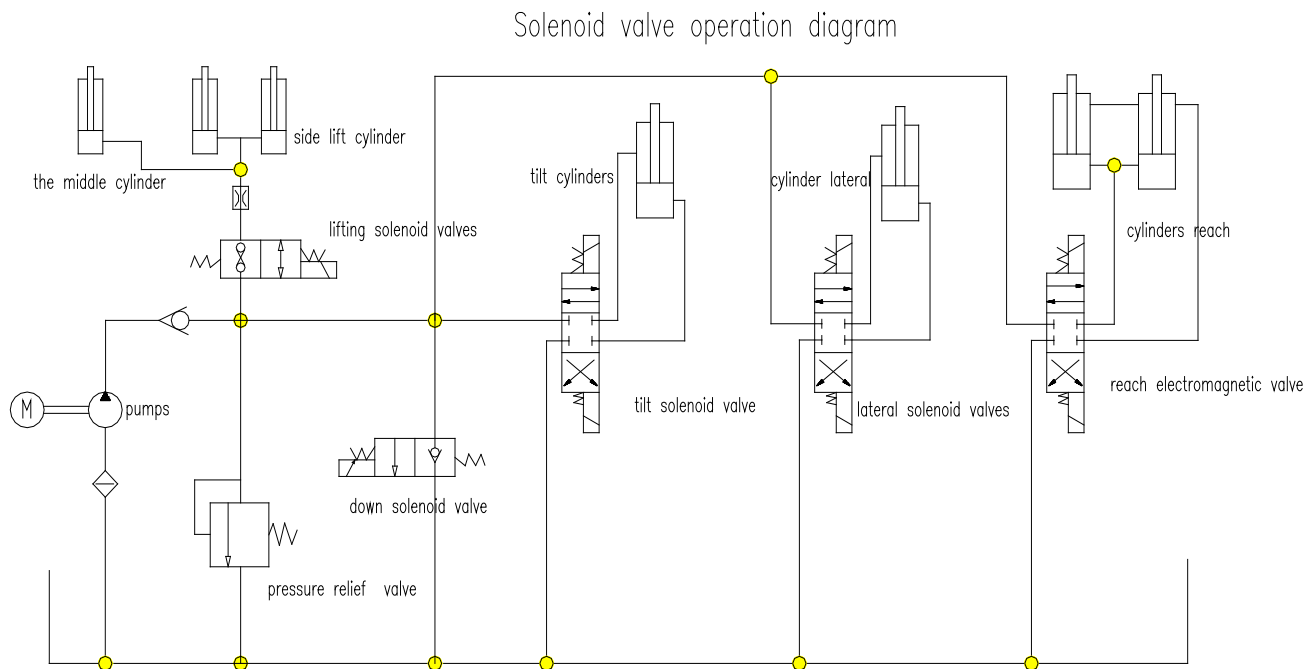 Solenoid valve operation diagram
side lift cylinder
the middle cylinder
tilt cylinders
cylinder lateral
lifting solenoid valves
cylinders reach
M
pumps
tilt solenoid valve
lateral solenoid valves
reach electromagnetic valve
down solenoid valve
pressure relief valve